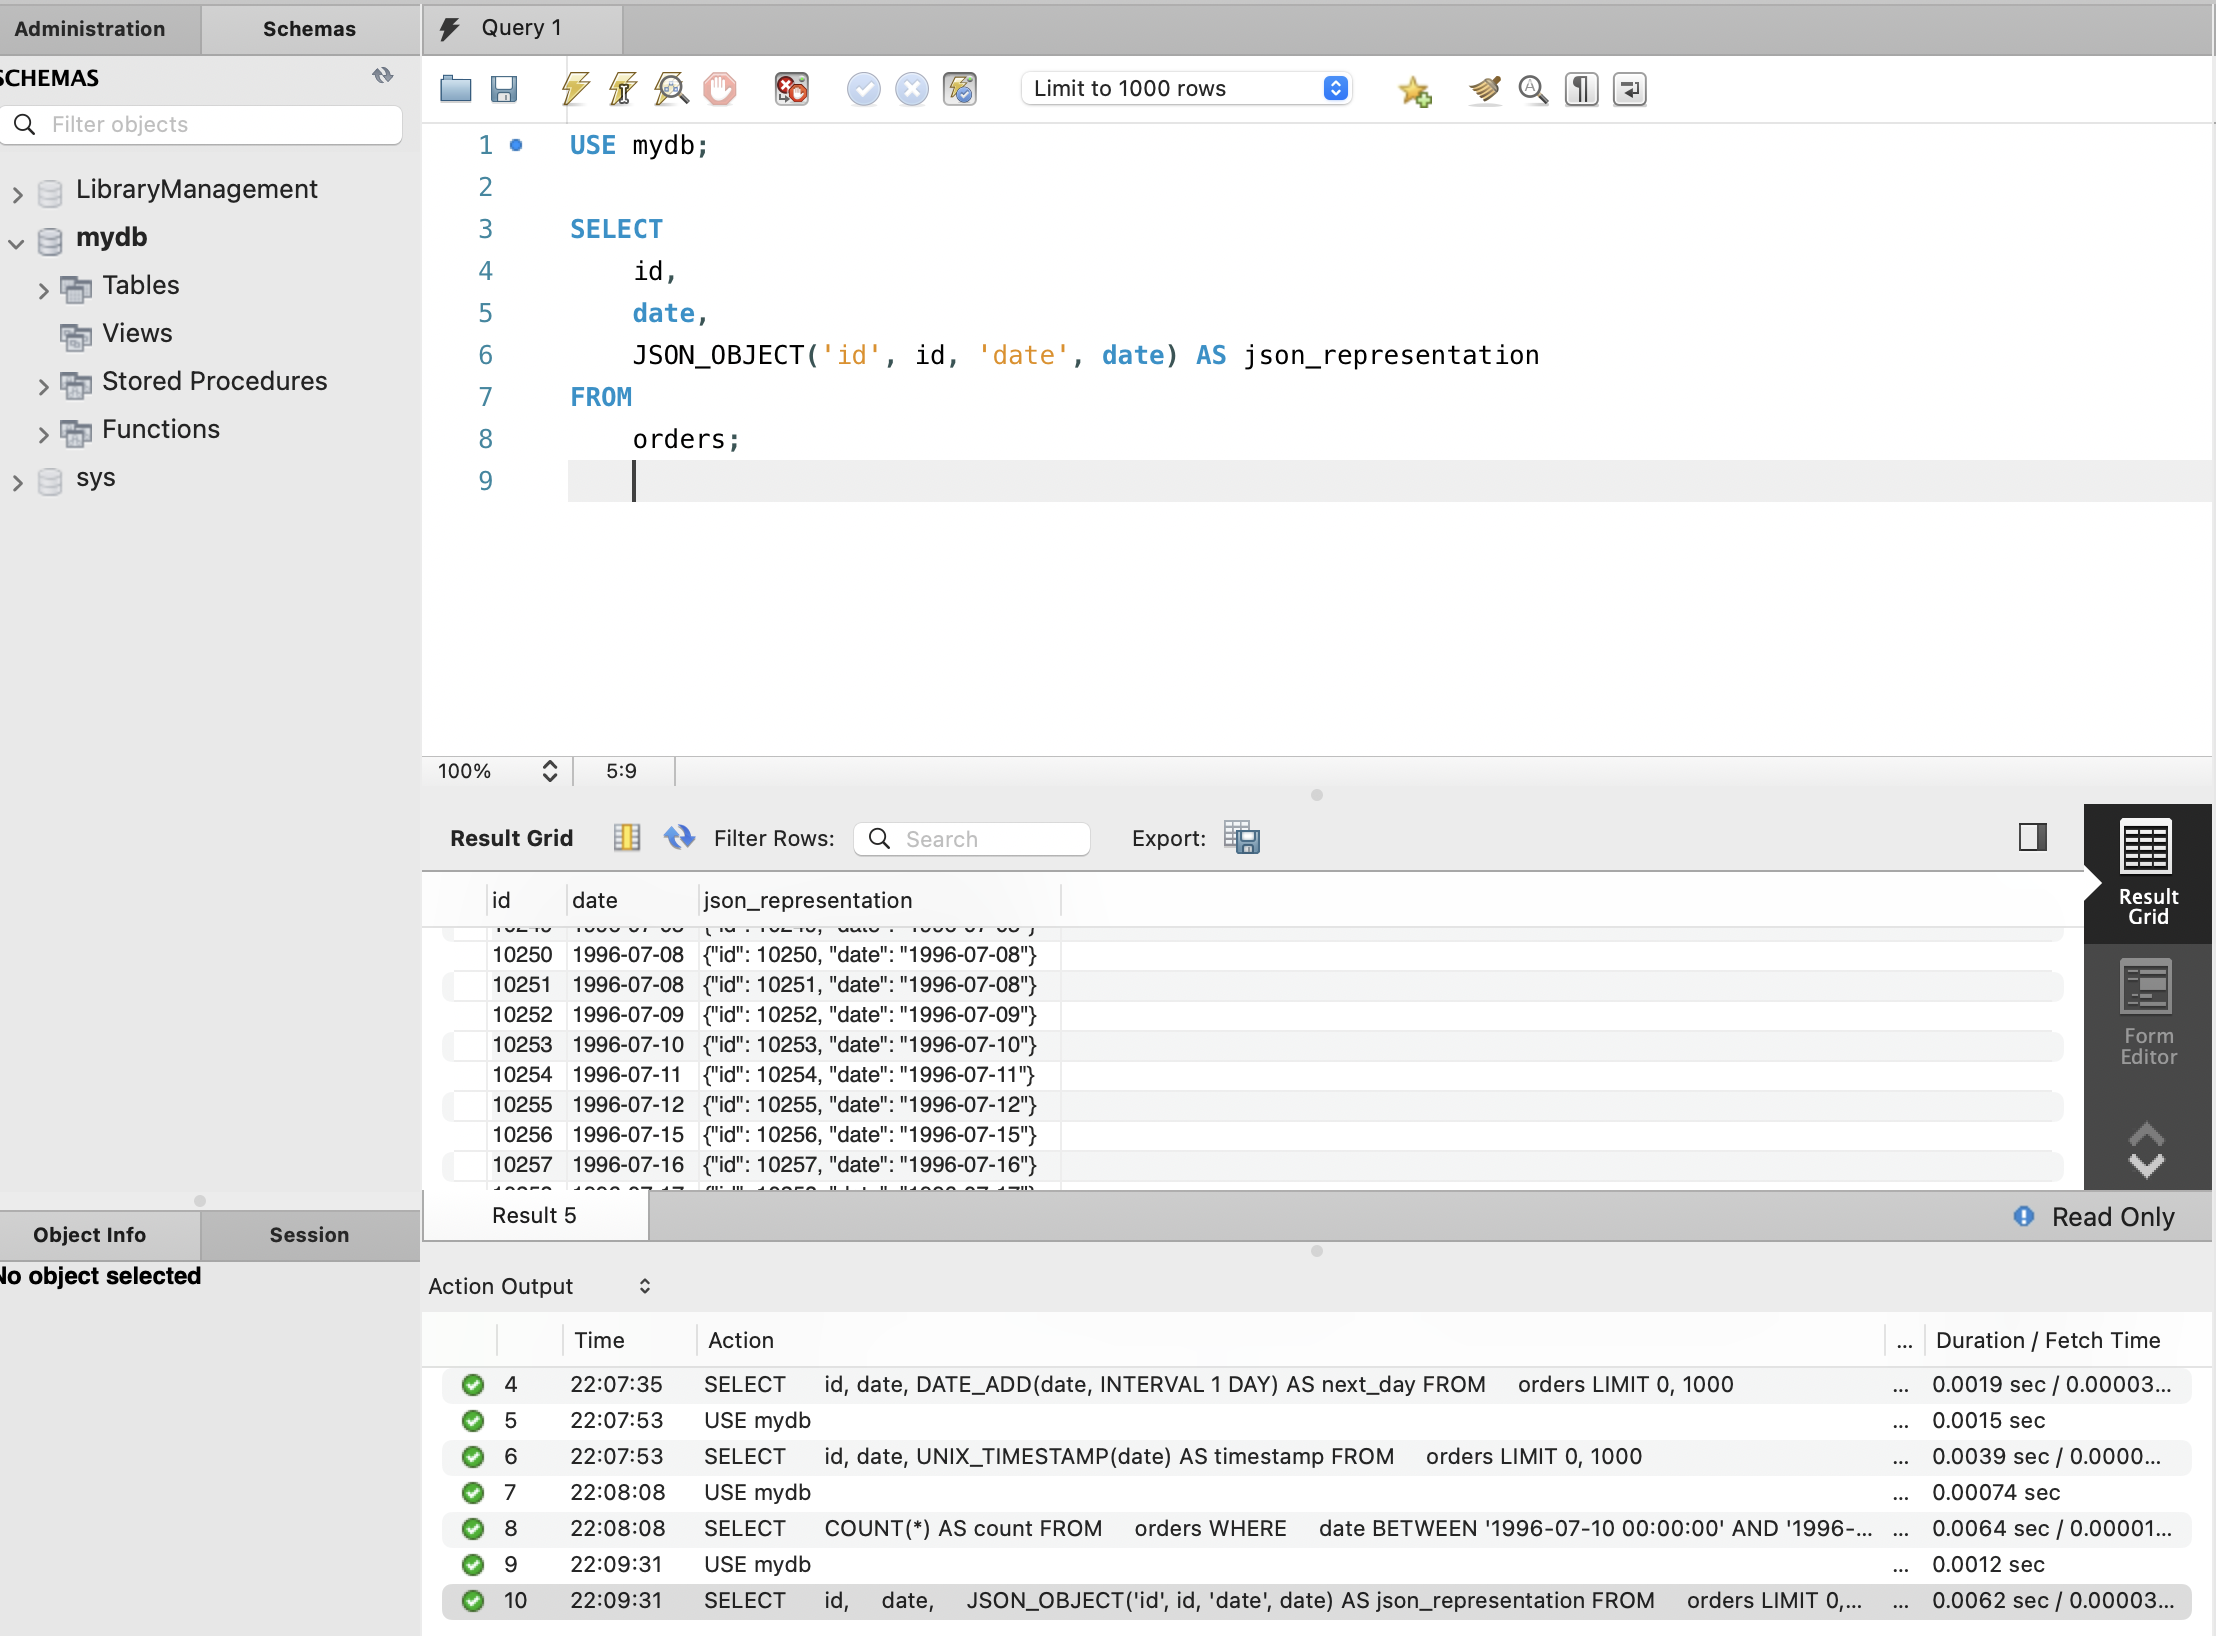 Administration
Schemas
Query 1
SCHEMAS
Filter objects
LibraryManagement
mydb
Tables
Views
Stored Procedures
Functions
sys
Limit to 1000 rows
1 USE mydb;
2
3 SELECT
4 id,
5 date,
6 JSON_OBJECT('id', id, 'date', date) AS json_representation
7 FROM
8 orders;
9
100% 5:9
Result Grid Filter Rows: Search Export:
id date json_representation
10250 1996-07-08 {"id": 10250, "date": "1996-07-08"}
10251 1996-07-08 {"id": 10251, "date": "1996-07-08"}
10252 1996-07-09 {"id": 10252, "date": "1996-07-09"}
10253 1996-07-10 {"id": 10253, "date": "1996-07-10"}
10254 1996-07-11 {"id": 10254, "date": "1996-07-11"}
10255 1996-07-12 {"id": 10255, "date": "1996-07-12"}
10256 1996-07-15 {"id": 10256, "date": "1996-07-15"}
10257 1996-07-16 {"id": 10257, "date": "1996-07-16"}
Result
Grid
Form
Editor
Result 5
Read Only
Object Info
Session
No object selected
Action Output
Time Action ... Duration / Fetch Time
4 22:07:35 SELECT id, date, DATE_ADD(date, INTERVAL 1 DAY) AS next_day FROM orders LIMIT 0, 1000 ... 0.0019 sec / 0.00003...
5 22:07:53 USE mydb ... 0.0015 sec
6 22:07:53 SELECT id, date, UNIX_TIMESTAMP(date) AS timestamp FROM orders LIMIT 0, 1000 ... 0.0039 sec / 0.0000...
7 22:08:08 USE mydb ... 0.00074 sec
8 22:08:08 SELECT COUNT(*) AS count FROM orders WHERE date BETWEEN '1996-07-10 00:00:00' AND '1996-... ... 0.0064 sec / 0.00001...
9 22:09:31 USE mydb ... 0.0012 sec
10 22:09:31 SELECT id, date, JSON_OBJECT('id', id, 'date', date) AS json_representation FROM orders LIMIT 0,... ... 0.0062 sec / 0.00003...